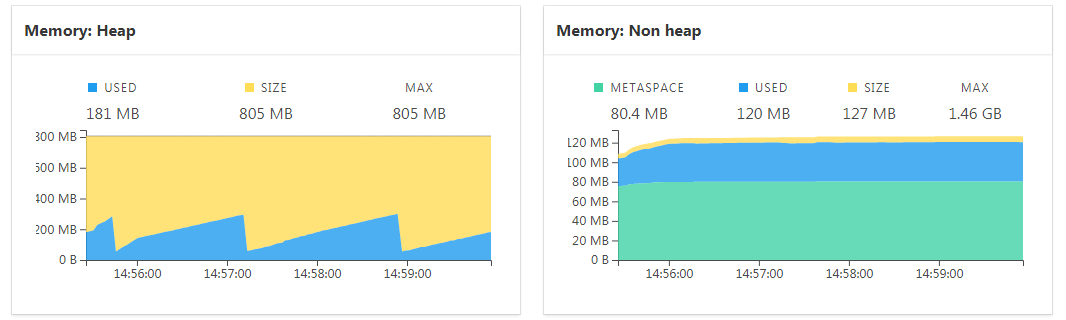 Memory: Heap
USED SIZE MAX
181 MB 805 MB 805 MB
800 MB
600 MB
400 MB
200 MB
0 B
14:56:00 14:57:00 14:58:00 14:59:00
Memory: Non heap
METASPACE USED SIZE MAX
80.4 MB 120 MB 127 MB 1.46 GB
120 MB
100 MB
80 MB
60 MB
40 MB
20 MB
0 B
14:56:00 14:57:00 14:58:00 14:59:00